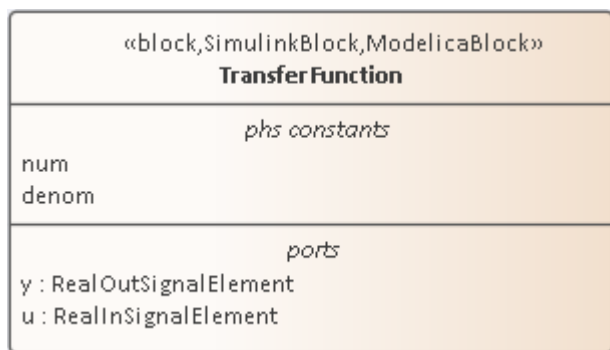 «block,SimulinkBlock,ModelicaBlock»
TransferFunction
phs constants
num
denom
ports
y : RealOutSignalElement
u : RealInSignalElement